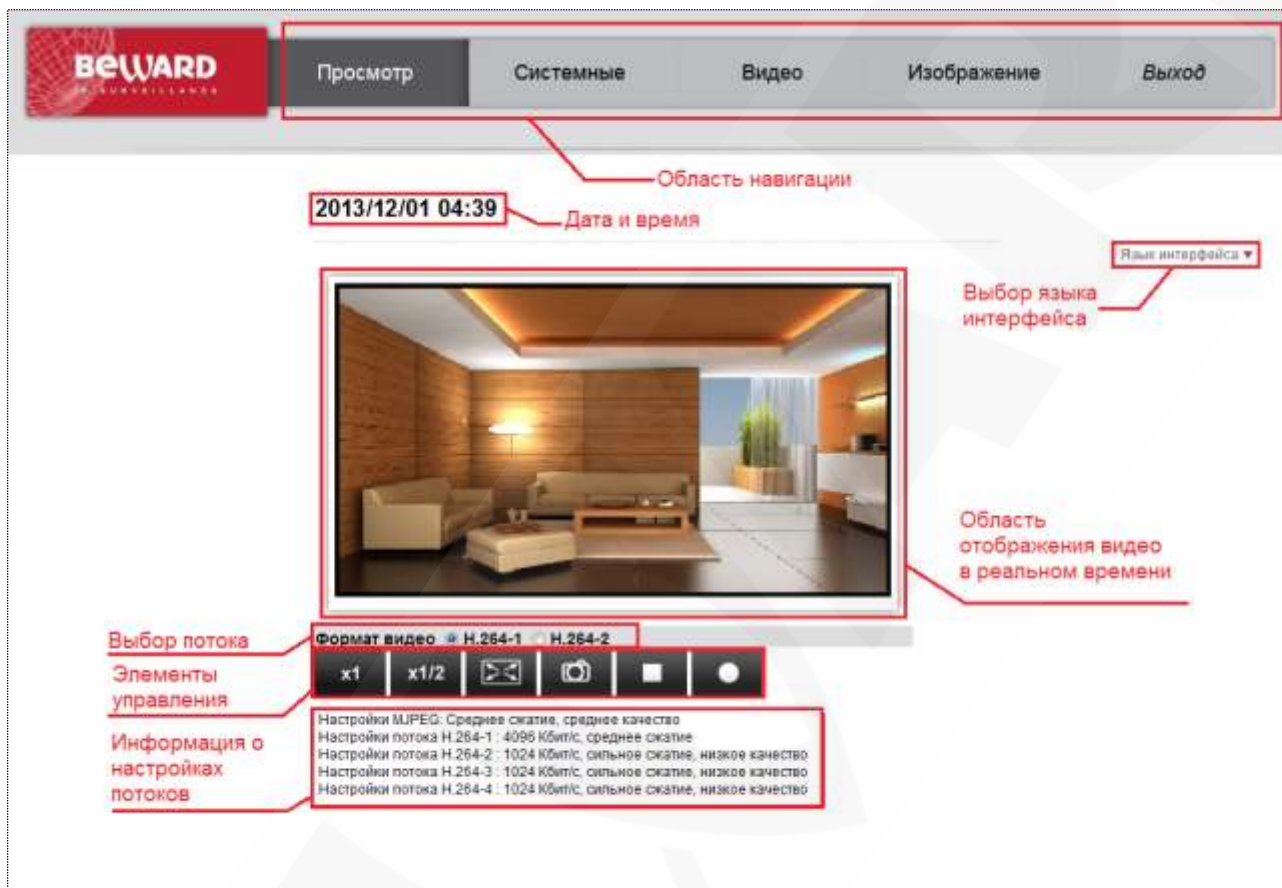 BEWARD
IP SURVEILLANCE
Просмотр Системные Видео Изображение Выход
Область навигации
2013/12/01 04:39
Дата и время
Язык интерфейса ▼
Выбор языка
интерфейса
Область
отображения видео
в реальном времени
Выбор потока
Формат видео H.264-1 H.264-2
Элементы
управления
x1 x1/2
Информация о
настройках
потоков
Настройки MJPEG: Среднее сжатие, среднее качество
Настройки потока H.264-1 : 4096 Кбит/с, среднее сжатие
Настройки потока H.264-2 : 1024 Кбит/с, сильное сжатие, низкое качество
Настройки потока H.264-3 : 1024 Кбит/с, сильное сжатие, низкое качество
Настройки потока H.264-4 : 1024 Кбит/с, сильное сжатие, низкое качество